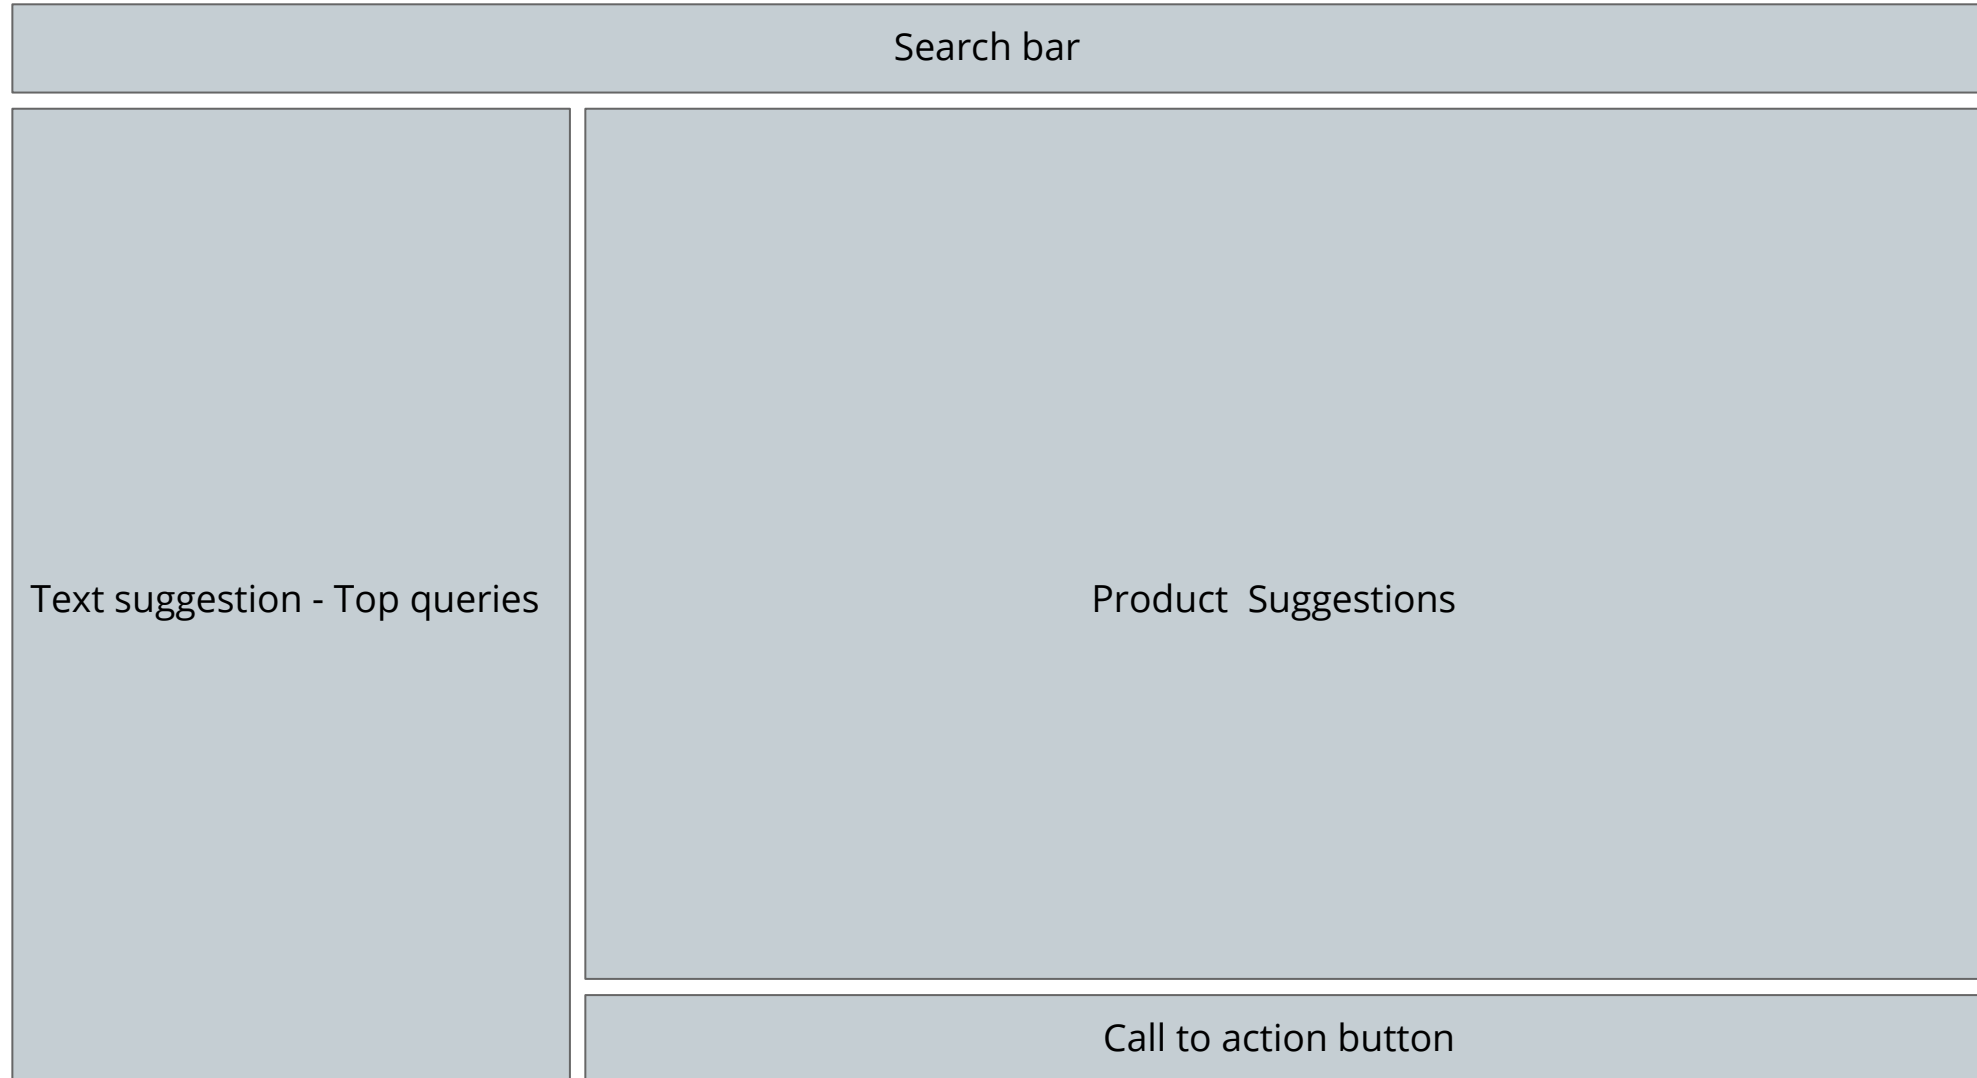 Search bar
Text suggestion - Top queries
Product  Suggestions
Call to action button